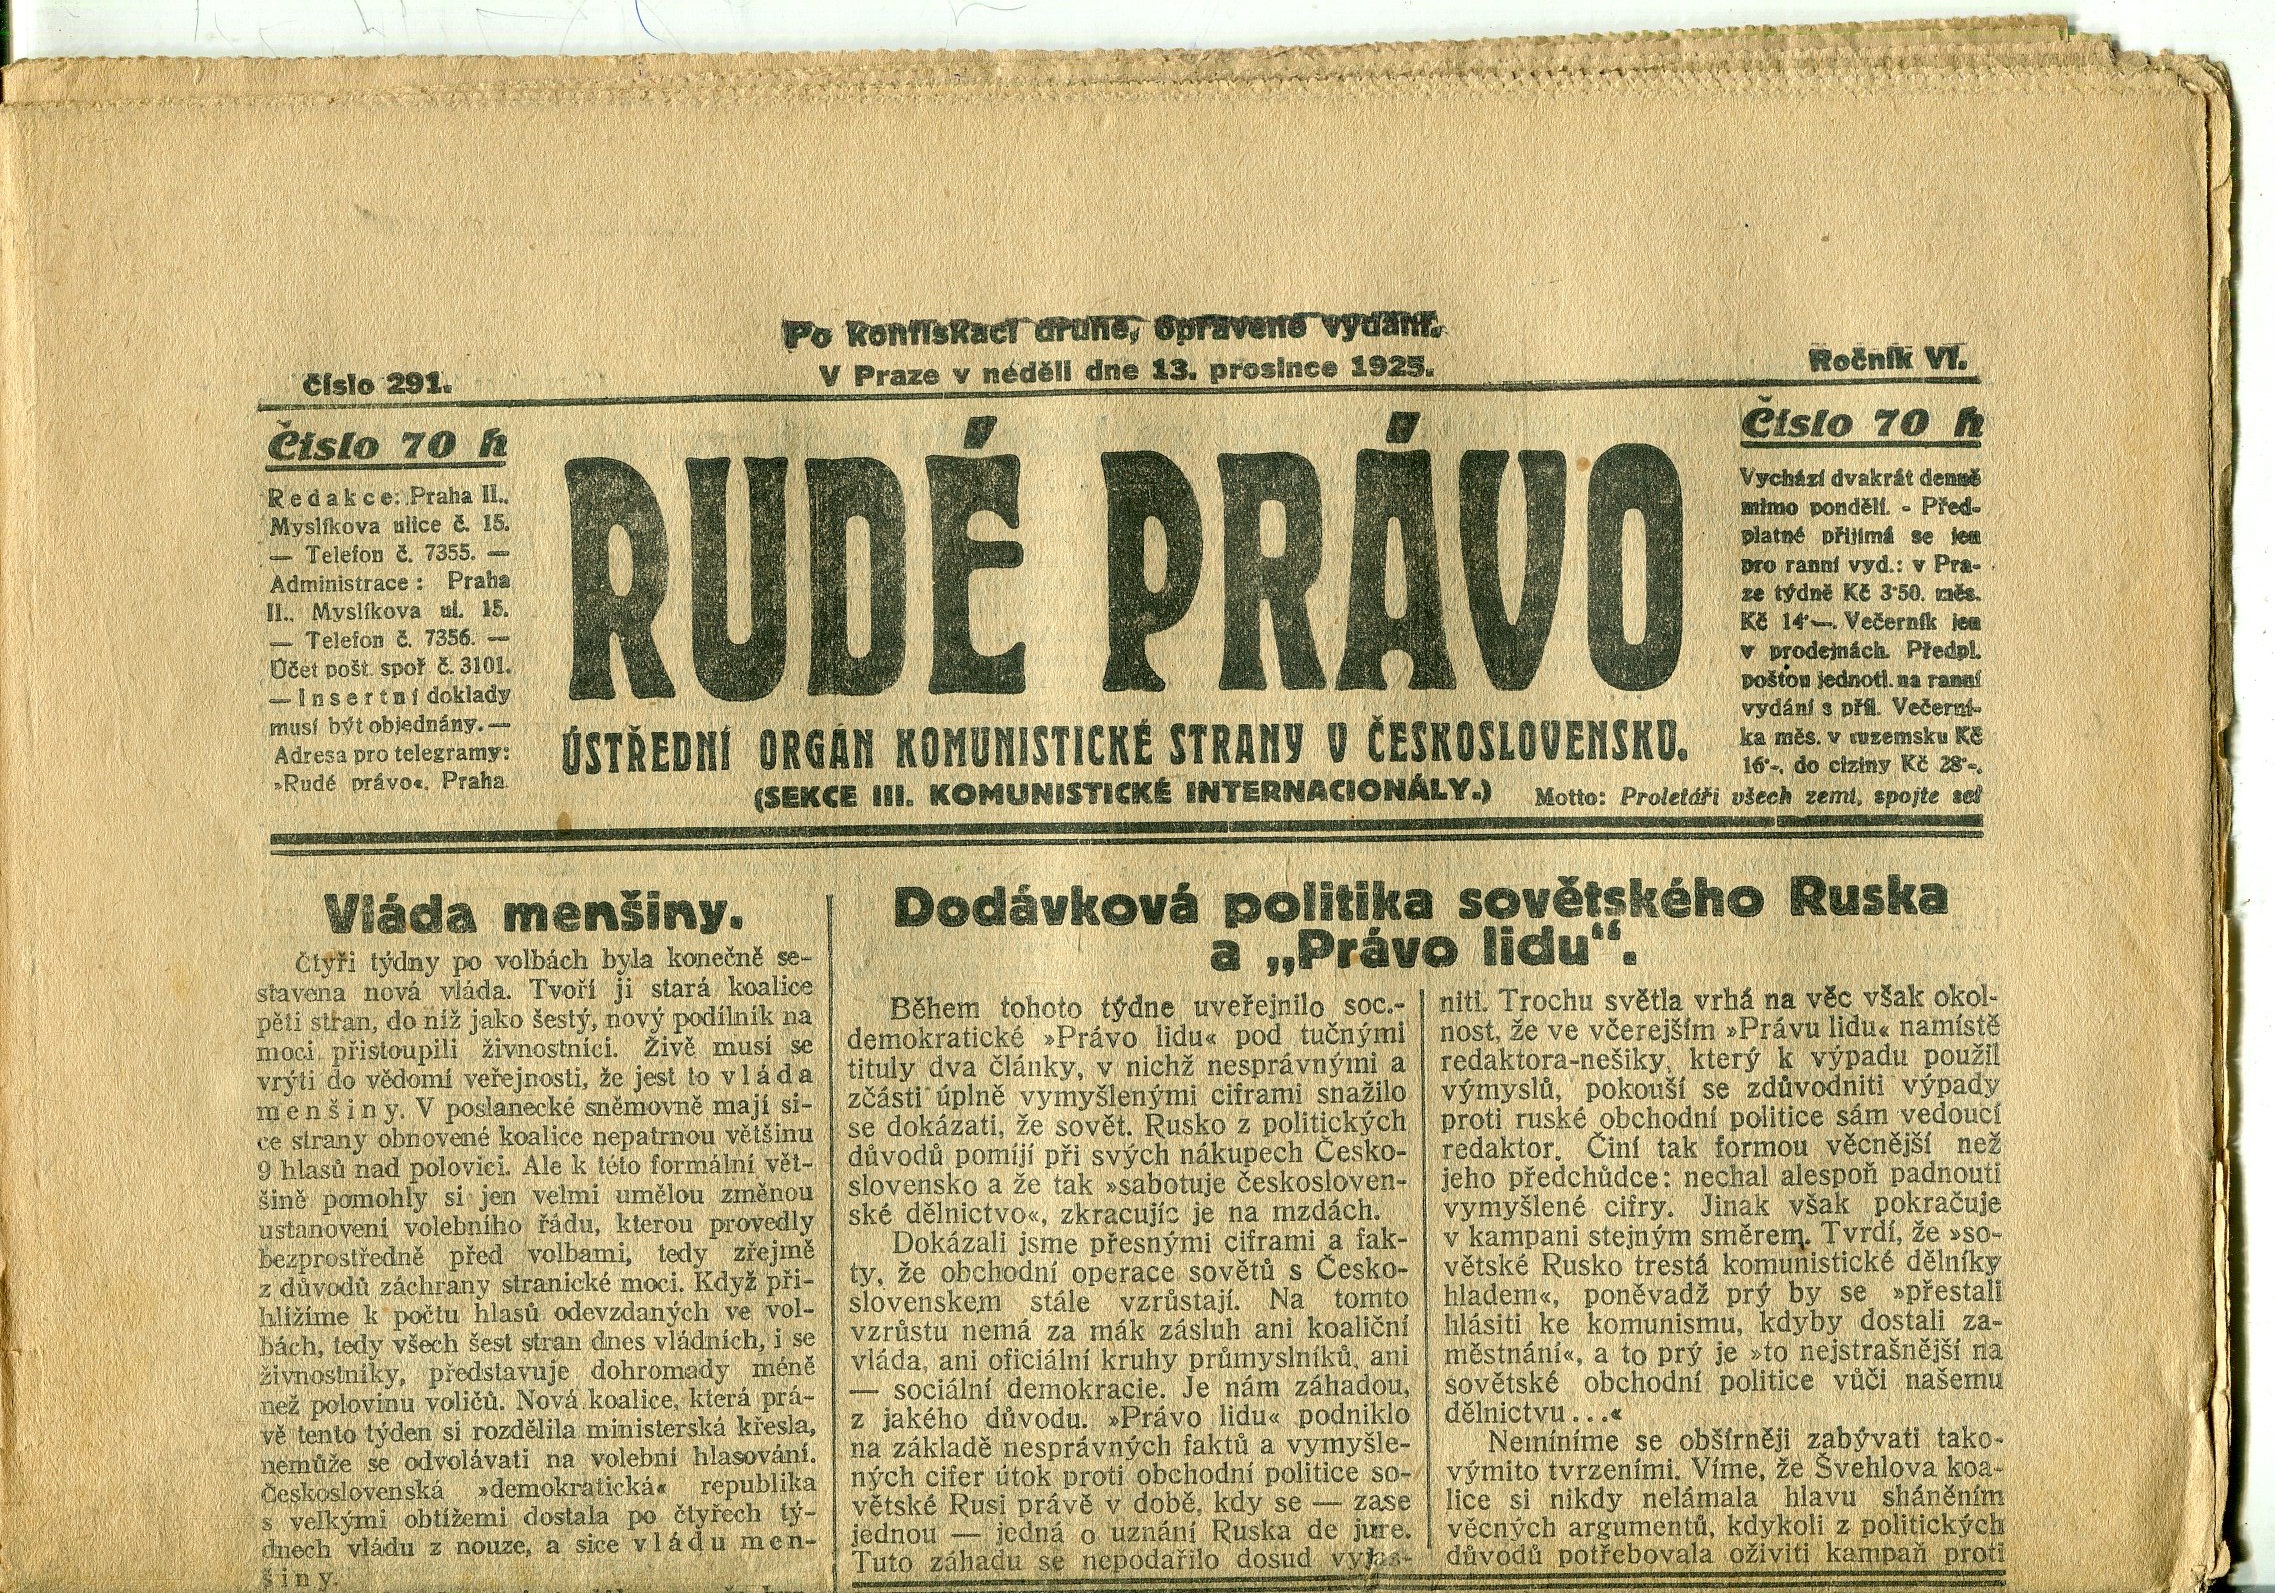 Po konfiskaci druhé, opravené vydání.
V Praze v neděli dne 13. prosince 1925.
Číslo 291.
Ročník VI.
Číslo 70 h
Redakce: Praha II.,
Myslíkova ulice č. 15.
— Telefon č. 7355. —
Administrace: Praha
II., Myslíkova ul. 15.
— Telefon č. 7356. —
Účet pošt. spoř č. 3101.
— Insertní doklady
musí být objednány. —
Adresa pro telegramy:
»Rudé právo«, Praha
RUDÉ PRÁVO
ÚSTŘEDNÍ ORGÁN KOMUNISTICKÉ STRANY V ČESKOSLOVENSKU.
(SEKCE III. KOMUNISTICKÉ INTERNACIONÁLY.)
Motto: Proletáři všech zemí, spojte se!
Číslo 70 h
Vychází dvakrát denně
mimo pondělí. - Před-
platné přijímá se jen
pro ranní vyd.: v Pra-
ze týdně Kč 3·50, měs.
Kč 14·—. Večerník jen
v prodejnách. Předpl.
poštou jednotl. na ranní
vydání s příl. Večerní-
ka měs. v tuzemsku Kč
16·-, do ciziny Kč 28·-.
Vláda menšiny.
Čtyři týdny po volbách byla konečně se-
stavena nová vláda. Tvoří ji stará koalice
pěti stran, do níž jako šestý, nový podílník na
moci přistoupili živnostníci. Živě musí se
vrýti do vědomí veřejnosti, že jest to vláda
menšiny. V poslanecké sněmovně mají si-
ce strany obnovené koalice nepatrnou většinu
9 hlasů nad polovici. Ale k této formální vět-
šině pomohly si jen velmi umělou změnou
ustanovení volebního řádu, kterou provedly
bezprostředně před volbami, tedy zřejmě
z důvodů záchrany stranické moci. Když při-
hlížíme k počtu hlasů odevzdaných ve vol-
bách, tedy všech šest stran dnes vládních, i se
živnostníky, představuje dohromady méně
než polovinu voličů. Nová koalice, která prá-
vě tento týden si rozdělila ministerská křesla,
nemůže se odvolávati na volební hlasování.
Československá »demokratická« republika
s velkými obtížemi dostala po čtyřech tý-
dnech vládu z nouze, a sice vládu men-
šiny.
Dodávková politika sovětského Ruska
a „Právo lidu“.
Během tohoto týdne uveřejnilo soc.-
demokratické »Právo lidu« pod tučnými
tituly dva články, v nichž nesprávnými a
zčásti úplně vymyšlenými ciframi snažilo
se dokázati, že sovět. Rusko z politických
důvodů pomíjí při svých nákupech Česko-
slovensko a že tak »sabotuje českosloven-
ské dělnictvo«, zkracujíc je na mzdách.
Dokázali jsme přesnými ciframi a fak-
ty, že obchodní operace sovětů s Česko-
slovenskem stále vzrůstají. Na tomto
vzrůstu nemá za mák zásluh ani koaliční
vláda, ani oficiální kruhy průmyslníků, ani
— sociální demokracie. Je nám záhadou,
z jakého důvodu. »Právo lidu« podniklo
na základě nesprávných faktů a vymyšle-
ných cifer útok proti obchodní politice so-
větské Rusi právě v době, kdy se — zase
jednou — jedná o uznání Ruska de jure.
Tuto záhadu se nepodařilo dosud vyjas-
niti. Trochu světla vrhá na věc však okol-
nost, že ve včerejším »Právu lidu« namístě
redaktora-nešiky, který k výpadu použil
výmyslů, pokouší se zdůvodniti výpady
proti ruské obchodní politice sám vedoucí
redaktor. Činí tak formou věcnější než
jeho předchůdce: nechal alespoň padnouti
vymyšlené cifry. Jinak však pokračuje
v kampani stejným směrem. Tvrdí, že »so-
větské Rusko trestá komunistické dělníky
hladem«, poněvadž prý by se »přestali
hlásiti ke komunismu, kdyby dostali za-
městnání«, a to prý je »to nejstrašnější na
sovětské obchodní politice vůči našemu
dělnictvu...«
Nemíníme se obšírněji zabývati tako-
výmito tvrzeními. Víme, že Švehlova koa-
lice si nikdy nelámala hlavu sháněním
věcných argumentů, kdykoli z politických
důvodů potřebovala oživiti kampaň proti